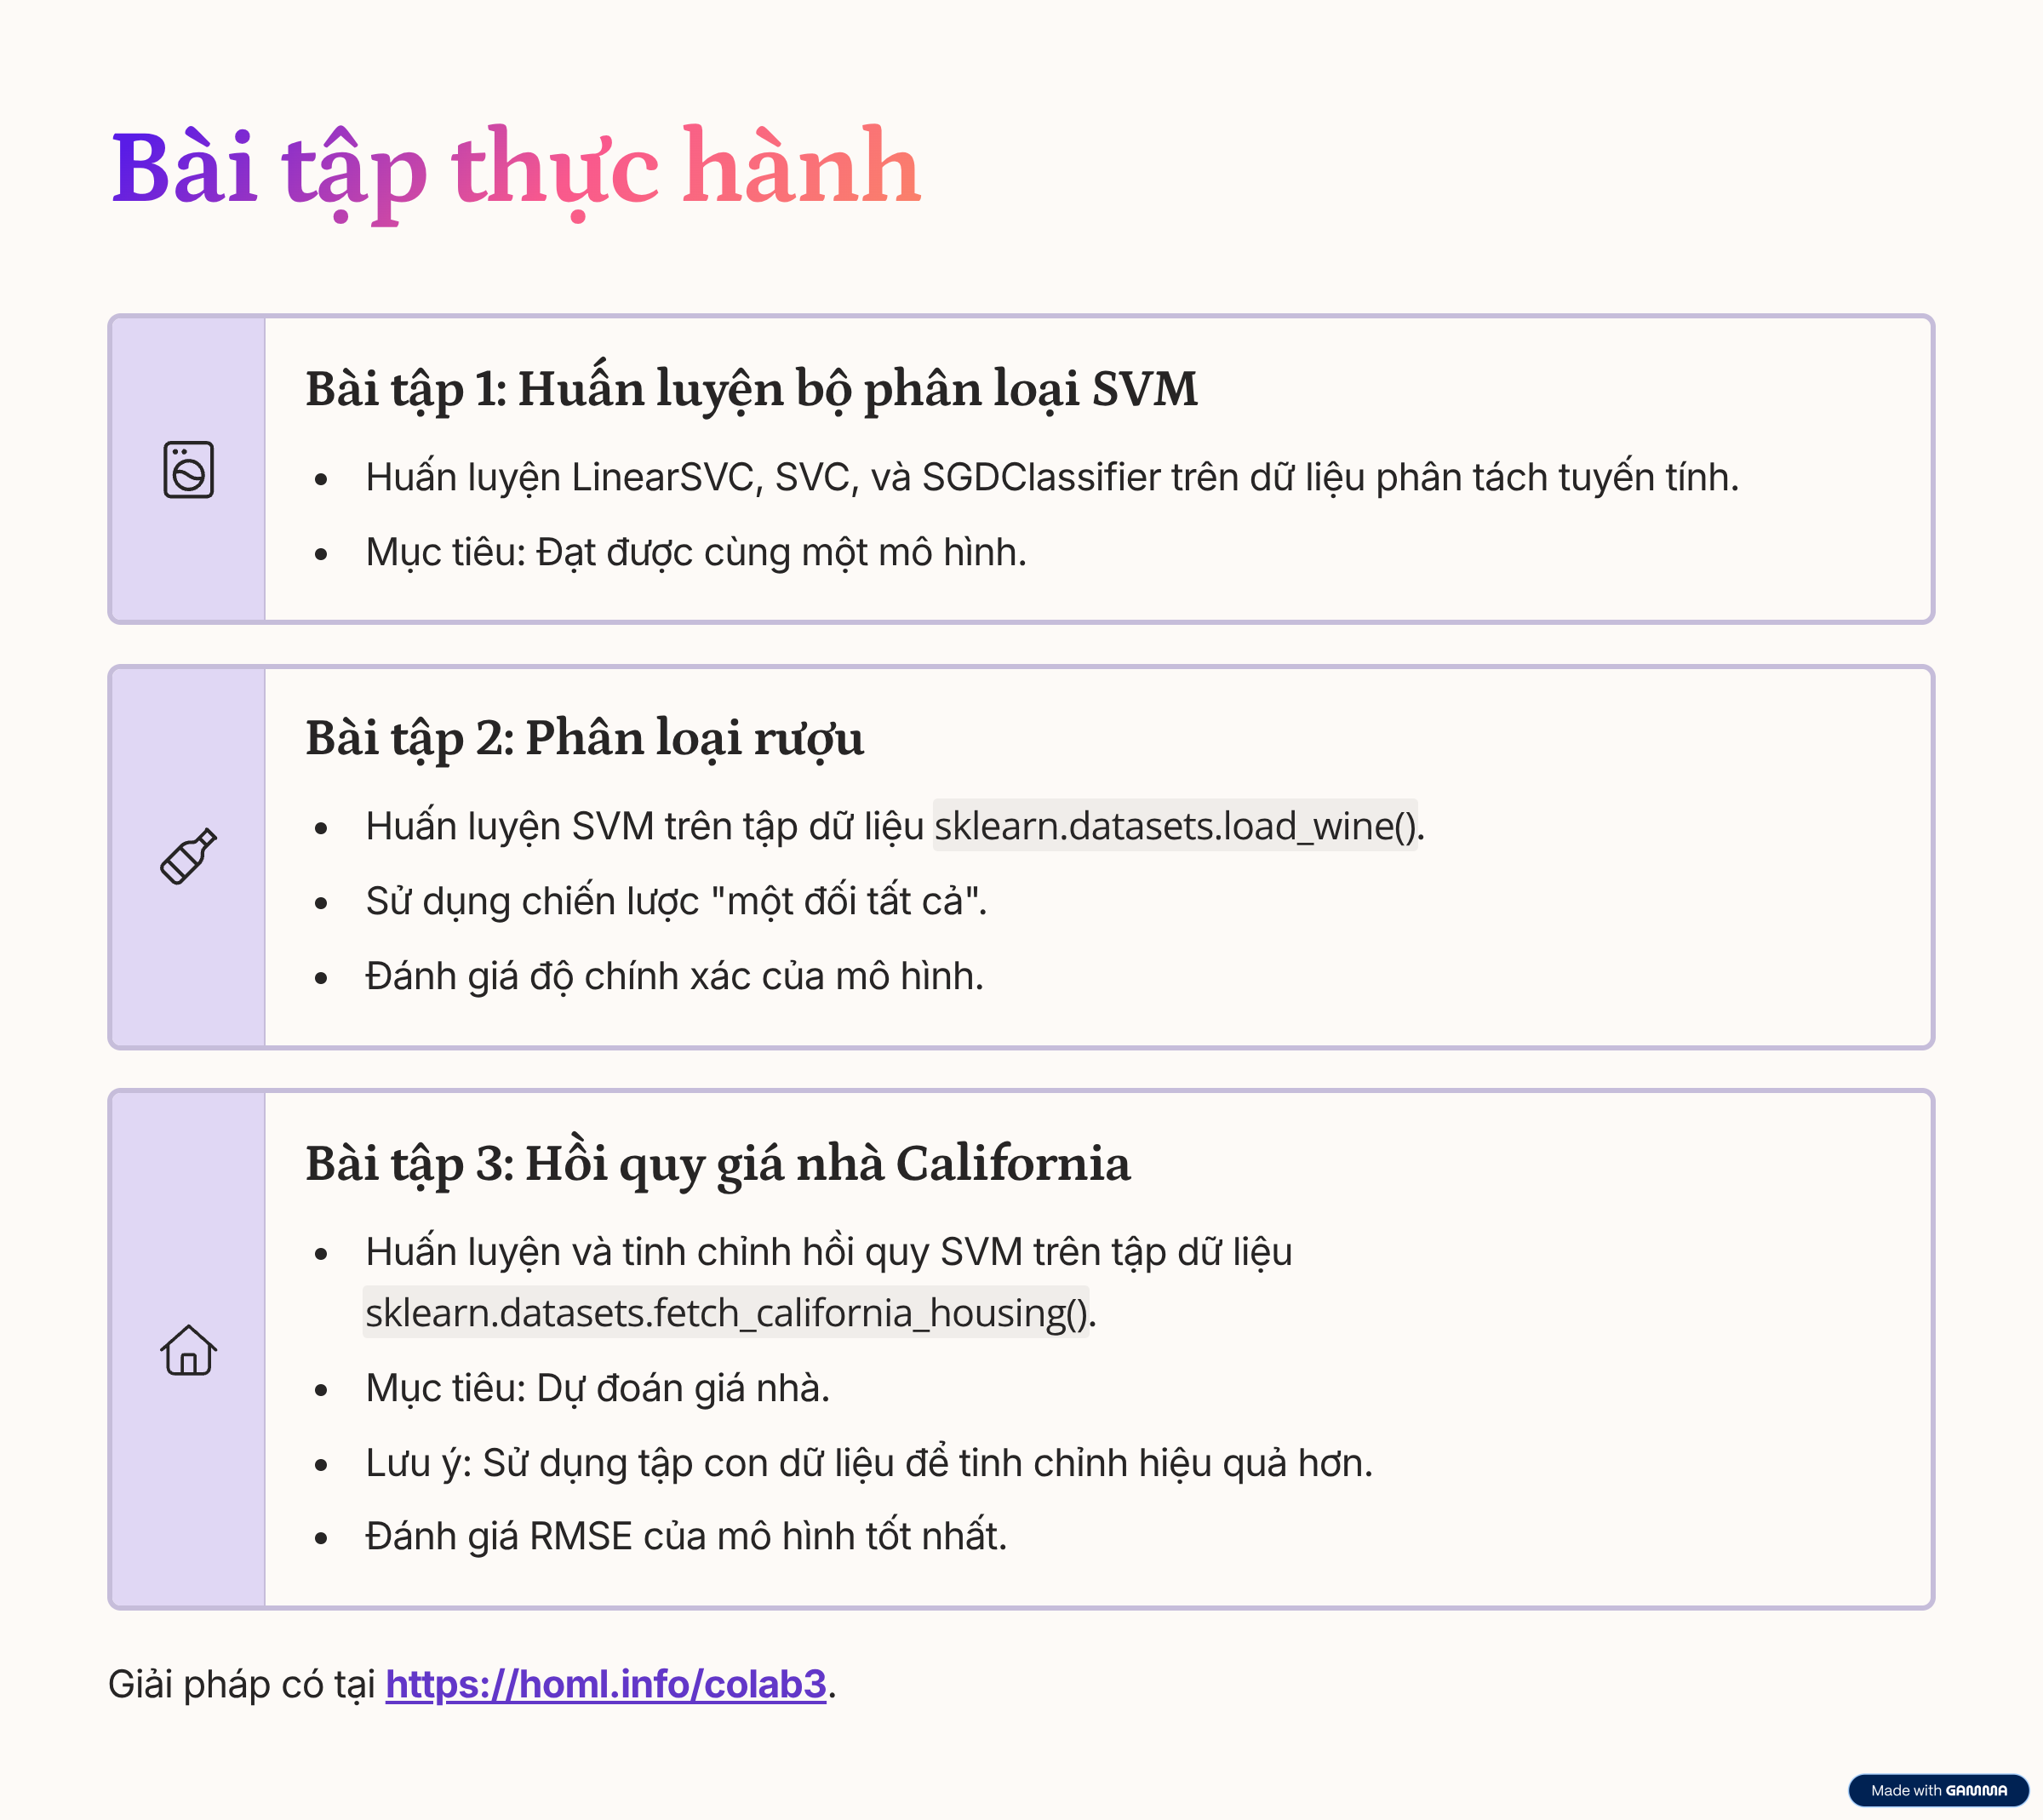 Bài tập thực hành
Bài tập 1: Huấn luyện bộ phân loại SVM
Huấn luyện LinearSVC, SVC, và SGDClassifier trên dữ liệu phân tách tuyến tính.
Mục tiêu: Đạt được cùng một mô hình.
Bài tập 2: Phân loại rượu
Huấn luyện SVM trên tập dữ liệu sklearn.datasets.load_wine().
Sử dụng chiến lược "một đối tất cả".
Đánh giá độ chính xác của mô hình.
Bài tập 3: Hồi quy giá nhà California
Huấn luyện và tinh chỉnh hồi quy SVM trên tập dữ liệu
sklearn.datasets.fetch_california_housing().
Mục tiêu: Dự đoán giá nhà.
Lưu ý: Sử dụng tập con dữ liệu để tinh chỉnh hiệu quả hơn.
Đánh giá RMSE của mô hình tốt nhất.
Giải pháp có tại https://homl.info/colab3.
Made with GAMMA